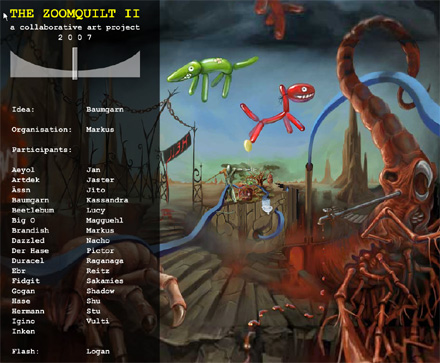 THE ZOOMQUILT II
a collaborative art project
2007
Idea: Baumgarn
Organisation: Markus
Participants:
Aeyol Jan
Artdek Jaster
Assn Jito
Baumgarn Kassandra
Beetlebum Lucy
Big O Magguehl
Brandish Markus
Dazzled Nacho
Der Hase Pictor
Duracel Raganaga
Ebr Reitz
Fidgit Sakamies
Gogan Shadow
Hase Shu
Hermann Stu
Igino Vulti
Inken
Flash: Logan